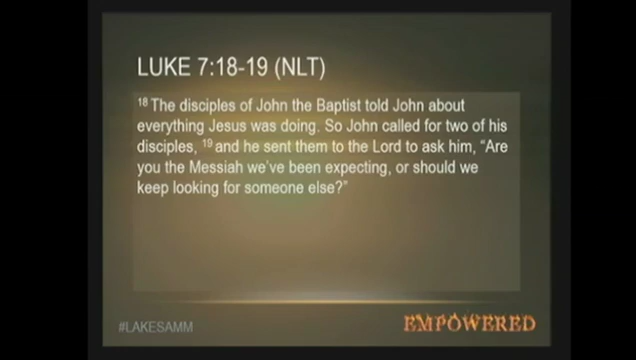 LUKE 7:18-19 (NLT)
18 The disciples of John the Baptist told John about
everything Jesus was doing. So John called for two of his
disciples, 19 and he sent them to the Lord to ask him, “Are
you the Messiah we’ve been expecting, or should we
keep looking for someone else?”
#LAKESAMM
EMPOWERED